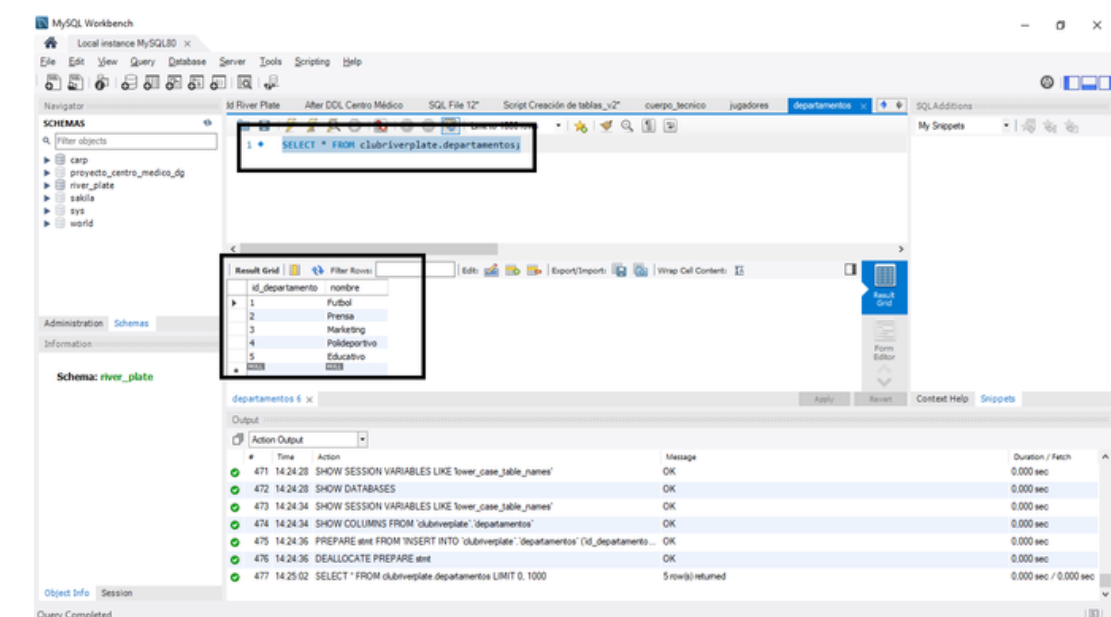 MySQL Workbench
Local instance MySQL80
File Edit View Query Database Server Tools Scripting Help
Navigator
SCHEMAS
Filter objects
carp
proyecto_centro_medico_dg
river_plate
sakila
sys
world
Administration Schemas
Information
Schema: river_plate
Object Info Session
Query Completed
ld River Plate After DDL Centro Médico SQL File 12* Script Creación de tablas_v2* cuerpo_tecnico jugadores departamentos
1 SELECT * FROM clubriverplate.departamentos;
Result Grid Filter Rows: Edit: Export/Import: Wrap Cell Content:
id_departamento nombre
1 Futbol
2 Prensa
3 Marketing
4 Polideportivo
5 Educativo
NULL NULL
Result Grid
Form Editor
departamentos 6 Apply Revert
SQLAdditions
My Snippets
Context Help Snippets
Output
Action Output
# Time Action Message Duration / Fetch
471 14:24:28 SHOW SESSION VARIABLES LIKE 'lower_case_table_names' OK 0.000 sec
472 14:24:28 SHOW DATABASES OK 0.000 sec
473 14:24:34 SHOW SESSION VARIABLES LIKE 'lower_case_table_names' OK 0.000 sec
474 14:24:34 SHOW COLUMNS FROM `clubriverplate`.`departamentos` OK 0.000 sec
475 14:24:36 PREPARE stmt FROM 'INSERT INTO `clubriverplate`.`departamentos` (`id_departamento... OK 0.000 sec
476 14:24:36 DEALLOCATE PREPARE stmt OK 0.000 sec
477 14:25:02 SELECT * FROM clubriverplate.departamentos LIMIT 0, 1000 5 row(s) returned 0.000 sec / 0.000 sec